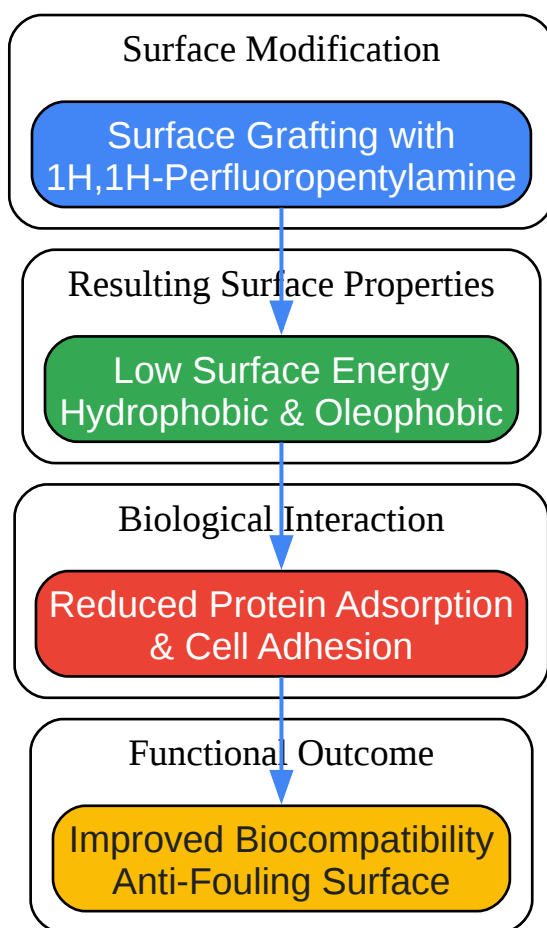 Surface Modification
Surface Grafting with
1H,1H-Perfluoropentylamine
Resulting Surface Properties
Low Surface Energy
Hydrophobic & Oleophobic
Biological Interaction
Reduced Protein Adsorption
& Cell Adhesion
Functional Outcome
Improved Biocompatibility
Anti-Fouling Surface